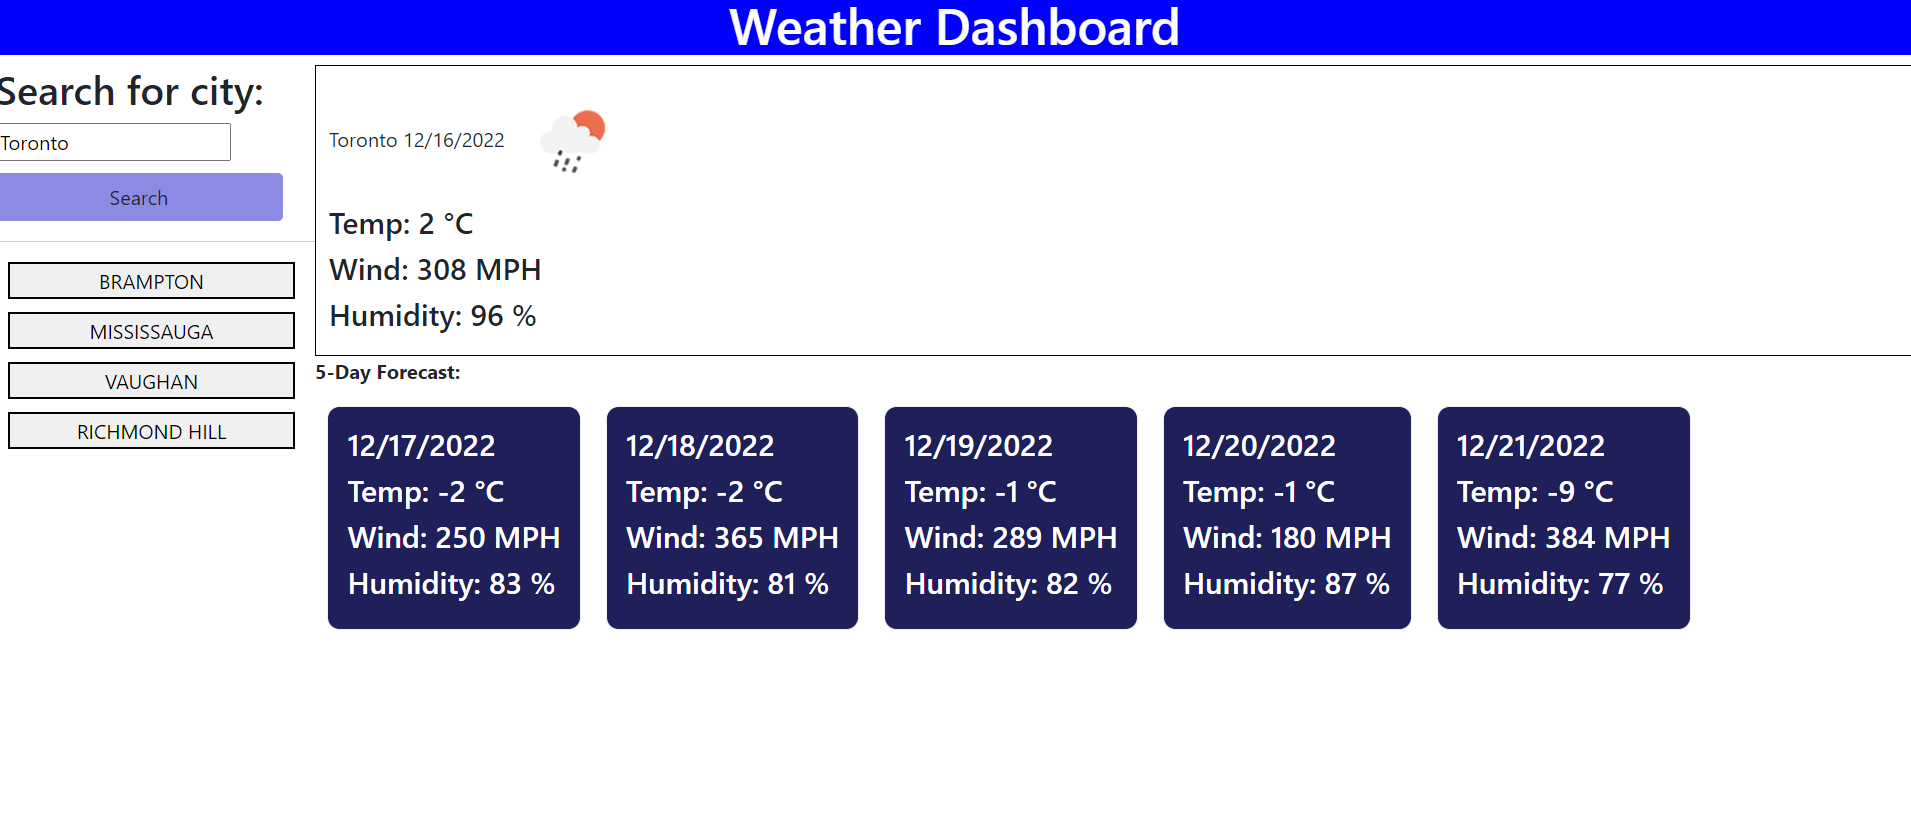 Weather Dashboard
Search for city:
Toronto
Search
BRAMPTON
MISSISSAUGA
VAUGHAN
RICHMOND HILL
Toronto 12/16/2022
Temp: 2 °C
Wind: 308 MPH
Humidity: 96 %
5-Day Forecast:
12/17/2022
Temp: -2 °C
Wind: 250 MPH
Humidity: 83 %
12/18/2022
Temp: -2 °C
Wind: 365 MPH
Humidity: 81 %
12/19/2022
Temp: -1 °C
Wind: 289 MPH
Humidity: 82 %
12/20/2022
Temp: -1 °C
Wind: 180 MPH
Humidity: 87 %
12/21/2022
Temp: -9 °C
Wind: 384 MPH
Humidity: 77 %